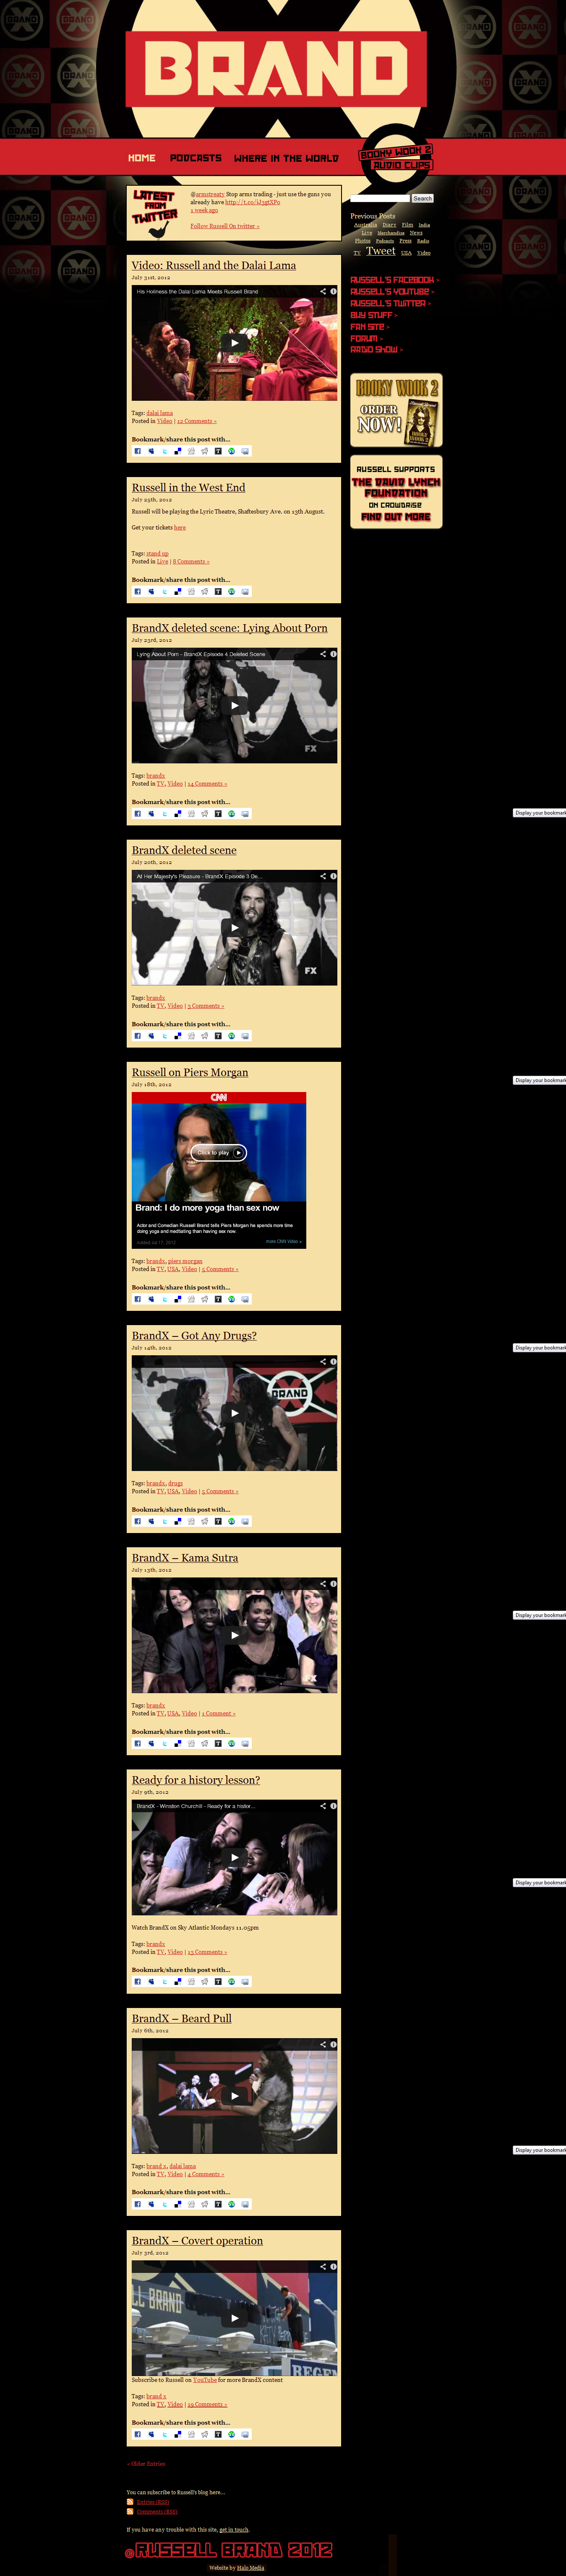 BRAND
HOME PODCASTS WHERE IN THE WORLD
BOOKY WOOK 2
AUDIO CLIPS
LATEST
FROM
TWITTER
@armstreatz Stop arms trading - just use the guns you
already have
1 week ago
Follow Russell On twitter »
Search
Previous Posts
Australia Diary Film India
Live Merchandise News
Photos Podcasts Press Radio
TV Tweet USA Video
RUSSELL'S FACEBOOK >
RUSSELL'S YOUTUBE >
RUSSELL'S TWITTER >
BUY STUFF >
FAN SITE >
FORUM >
RADIO SHOW >
BOOKY WOOK 2
ORDER
NOW!
RUSSELL SUPPORTS
THE DAVID LYNCH
FOUNDATION
ON CROWDRISE
FIND OUT MORE
Video: Russell and the Dalai Lama
July 31st, 2012
His Holiness the Dalai Lama Meets Russell Brand
Tags: dalai lama
Posted in Video | 12 Comments »
Bookmark/share this post with...
Russell in the West End
July 25th, 2012
Russell will be playing the Lyric Theatre, Shaftesbury Ave. on 13th August.
Get your tickets here
Tags: stand up
Posted in Live | 8 Comments »
Bookmark/share this post with...
BrandX deleted scene: Lying About Porn
July 23rd, 2012
Lying About Porn - BrandX Episode 4 Deleted Scene
FX
Tags: brandx
Posted in TV, Video | 14 Comments »
Bookmark/share this post with...
Display your bookmark
BrandX deleted scene
July 20th, 2012
At Her Majesty's Pleasure - BrandX Episode 3 De...
FX
Tags: brandx
Posted in TV, Video | 3 Comments »
Bookmark/share this post with...
Russell on Piers Morgan
Display your bookmark
July 18th, 2012
CNN
Click to play
Brand: I do more yoga than sex now
Actor and Comedian Russell Brand tells Piers Morgan he spends more time
doing yoga and meditating than having sex now.
added Jul 17, 2012 more CNN Video »
Tags: brandx, piers morgan
Posted in TV, USA, Video | 5 Comments »
Bookmark/share this post with...
BrandX – Got Any Drugs?
July 14th, 2012
Display your bookmark
BRAND
Tags: brandx, drugs
Posted in TV, USA, Video | 5 Comments »
Bookmark/share this post with...
BrandX – Kama Sutra
July 13th, 2012
Display your bookmark
FX
Tags: brandx
Posted in TV, USA, Video | 1 Comment »
Bookmark/share this post with...
Ready for a history lesson?
July 9th, 2012
BrandX - Winston Churchill - Ready for a histor...
Display your bookmark
Watch BrandX on Sky Atlantic Mondays 11.05pm
Tags: brandx
Posted in TV, Video | 13 Comments »
Bookmark/share this post with...
BrandX – Beard Pull
July 6th, 2012
Display your bookmark
Tags: brand x, dalai lama
Posted in TV, Video | 4 Comments »
Bookmark/share this post with...
BrandX – Covert operation
July 3rd, 2012
BRAND
Subscribe to Russell on YouTube for more BrandX content
Tags: brand x
Posted in TV, Video | 19 Comments »
Bookmark/share this post with...
« Older Entries
You can subscribe to Russell's blog here...
Entries (RSS)
Comments (RSS)
If you have any trouble with this site, get in touch.
@RUSSELL BRAND 2012
Website by Halo Media